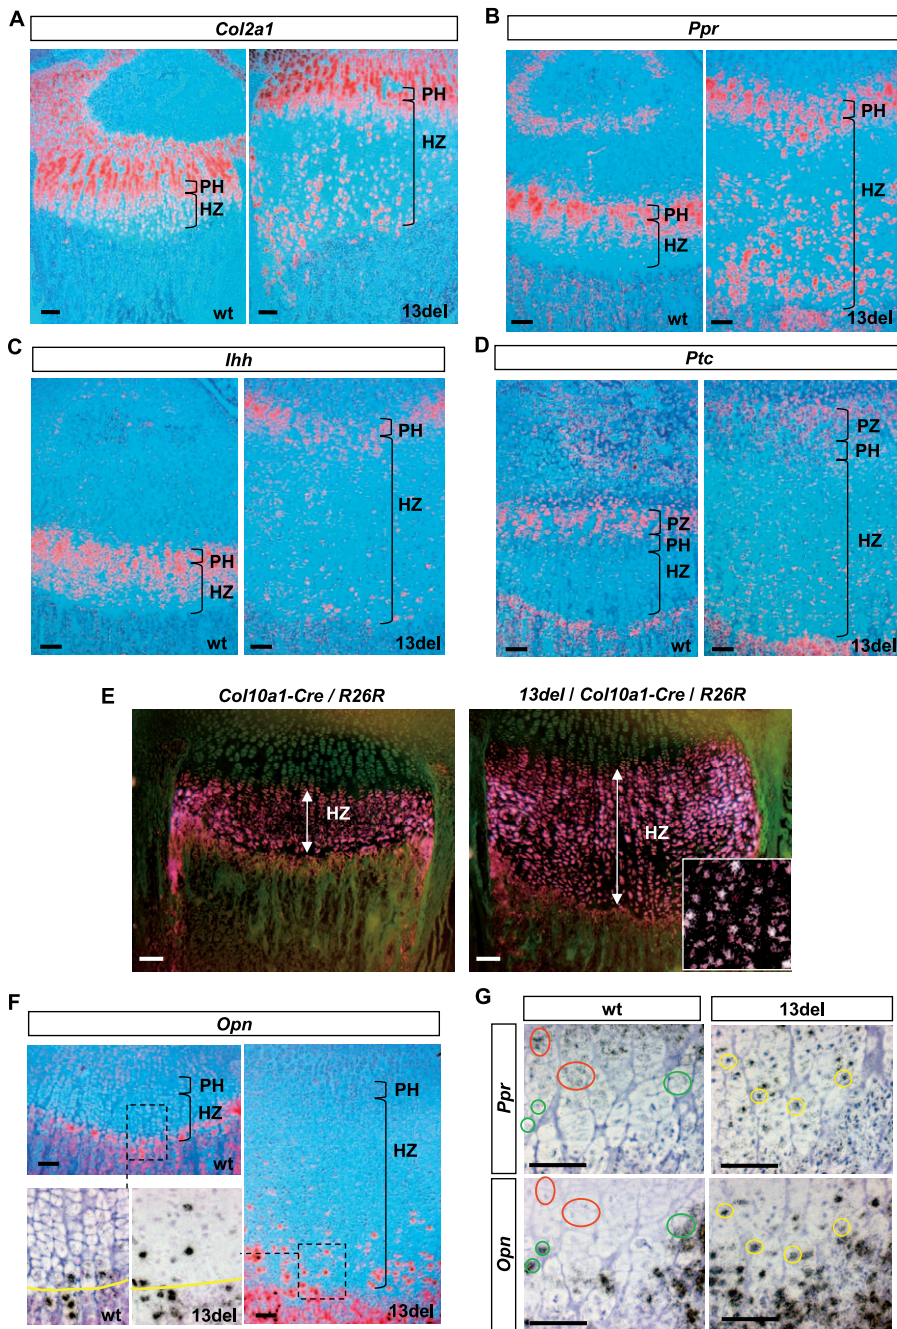 A
Col2a1
PH
HZ
wt
PH
HZ
13del
B
Ppr
PH
HZ
wt
PH
HZ
13del
C
Ihh
PH
HZ
wt
PH
HZ
13del
D
Ptc
PZ
PH
HZ
wt
PZ
PH
HZ
13del
E
Col10a1-Cre / R26R
HZ
13del / Col10a1-Cre / R26R
HZ
F
Opn
PH
HZ
wt
wt
13del
PH
HZ
13del
G
wt
13del
Ppr
Opn